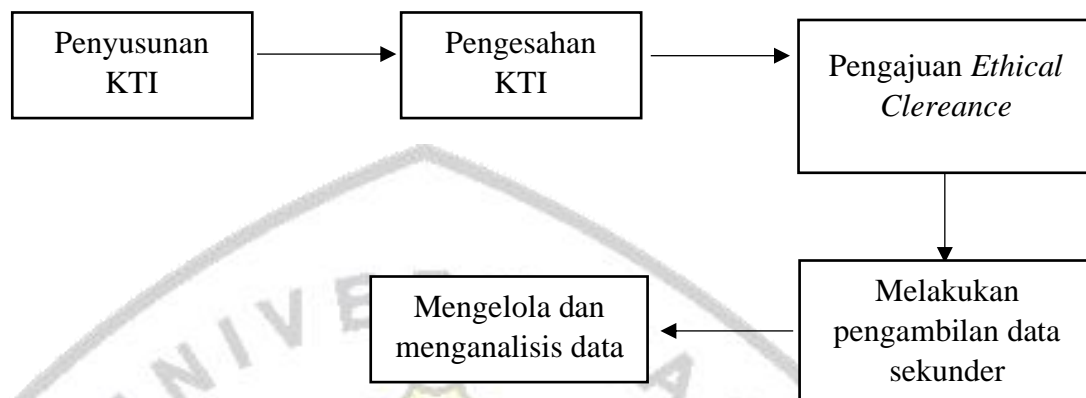 Penyusunan
KTI
Pengesahan
KTI
Pengajuan Ethical
Clereance
Melakukan
pengambilan data
sekunder
Mengelola dan
menganalisis data